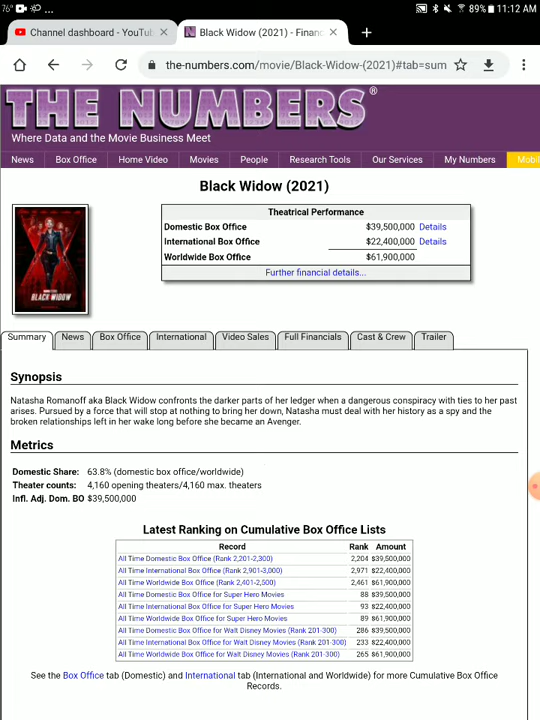 76° ...
89% 11:12 AM
Channel dashboard - YouTu
Black Widow (2021) - Financ
the-numbers.com/movie/Black-Widow-(2021)#tab=sum
THE NUMBERS®
Where Data and the Movie Business Meet
News Box Office Home Video Movies People Research Tools Our Services My Numbers Mobil
Black Widow (2021)
BLACK WIDOW
Theatrical Performance
Domestic Box Office $39,500,000 Details
International Box Office $22,400,000 Details
Worldwide Box Office $61,900,000
Further financial details...
Summary News Box Office International Video Sales Full Financials Cast & Crew Trailer
Synopsis
Natasha Romanoff aka Black Widow confronts the darker parts of her ledger when a dangerous conspiracy with ties to her past
arises. Pursued by a force that will stop at nothing to bring her down, Natasha must deal with her history as a spy and the
broken relationships left in her wake long before she became an Avenger.
Metrics
Domestic Share: 63.8% (domestic box office/worldwide)
Theater counts: 4,160 opening theaters/4,160 max. theaters
Infl. Adj. Dom. BO $39,500,000
Latest Ranking on Cumulative Box Office Lists
Record Rank Amount
All Time Domestic Box Office (Rank 2,201-2,300) 2,204 $39,500,000
All Time International Box Office (Rank 2,901-3,000) 2,971 $22,400,000
All Time Worldwide Box Office (Rank 2,401-2,500) 2,461 $61,900,000
All Time Domestic Box Office for Super Hero Movies 88 $39,500,000
All Time International Box Office for Super Hero Movies 93 $22,400,000
All Time Worldwide Box Office for Super Hero Movies 89 $61,900,000
All Time Domestic Box Office for Walt Disney Movies (Rank 201-300) 286 $39,500,000
All Time International Box Office for Walt Disney Movies (Rank 201-300) 233 $22,400,000
All Time Worldwide Box Office for Walt Disney Movies (Rank 201-300) 265 $61,900,000
See the Box Office tab (Domestic) and International tab (International and Worldwide) for more Cumulative Box Office
Records.